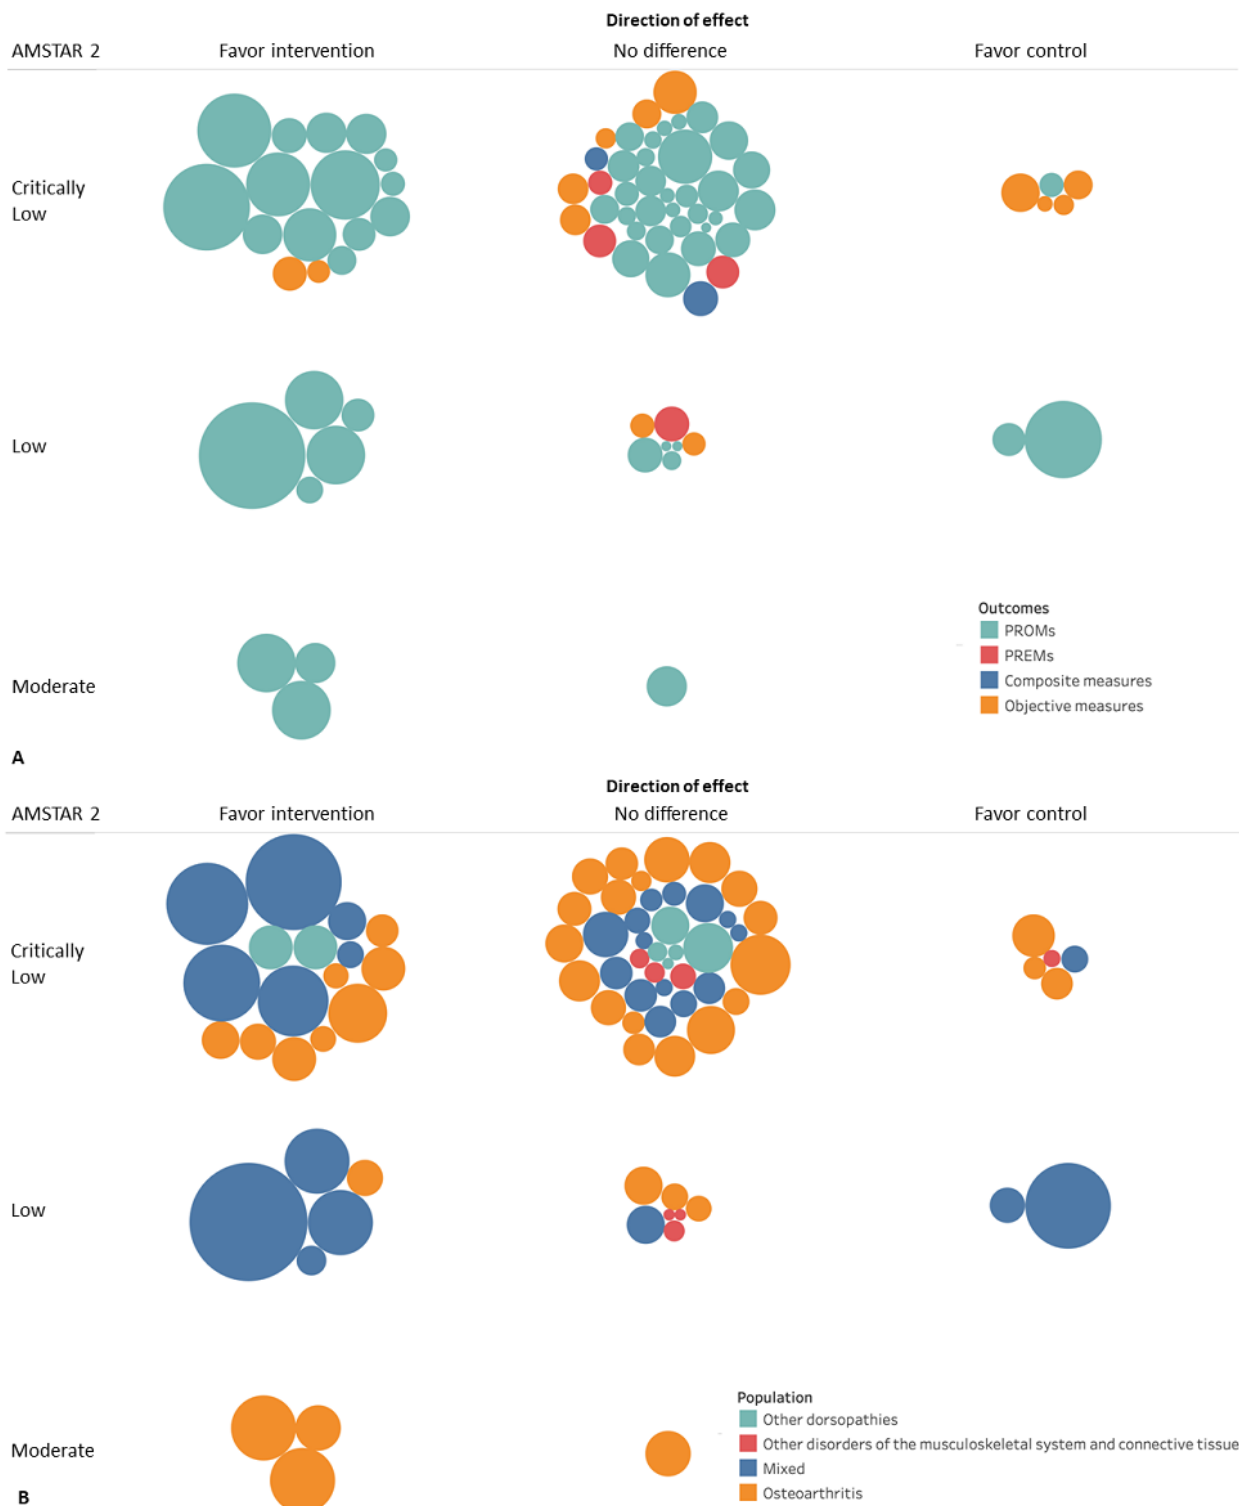 Direction of effect
AMSTAR 2 Favor intervention No difference Favor control
Critically
Low
Low
Outcomes
PROMs
PREMs
Moderate
Composite measures
Objective measures
A
Direction of effect
AMSTAR 2 Favor intervention No difference Favor control
Critically
Low
Low
Population
Other dorsopathies
Other disorders of the musculoskeletal system and connective tissue
Moderate
Mixed
Osteoarthritis
B